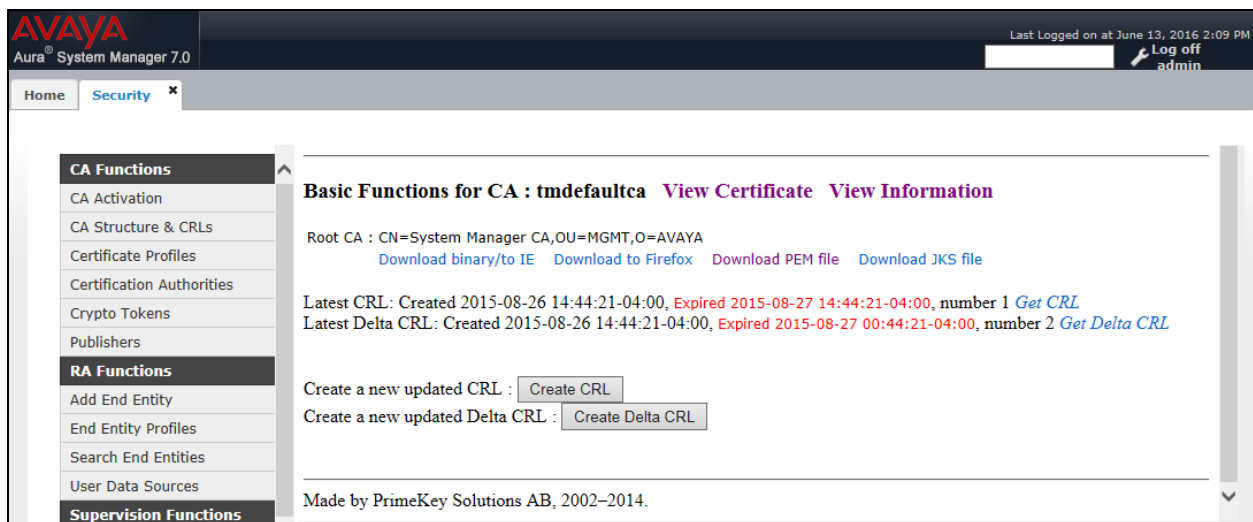 AVAYA
Aura® System Manager 7.0
Last Logged on at June 13, 2016 2:09 PM
Log off
admin
Home Security ×
CA Functions
CA Activation
CA Structure & CRLs
Certificate Profiles
Certification Authorities
Crypto Tokens
Publishers
RA Functions
Add End Entity
End Entity Profiles
Search End Entities
User Data Sources
Supervision Functions
Basic Functions for CA : tmdefaultca View Certificate View Information
Root CA : CN=System Manager CA,OU=MGMT,O=AVAYA
Download binary/to IE Download to Firefox Download PEM file Download JKS file
Latest CRL: Created 2015-08-26 14:44:21-04:00, Expired 2015-08-27 14:44:21-04:00, number 1 Get CRL
Latest Delta CRL: Created 2015-08-26 14:44:21-04:00, Expired 2015-08-27 00:44:21-04:00, number 2 Get Delta CRL
Create a new updated CRL : Create CRL
Create a new updated Delta CRL : Create Delta CRL
Made by PrimeKey Solutions AB, 2002–2014.